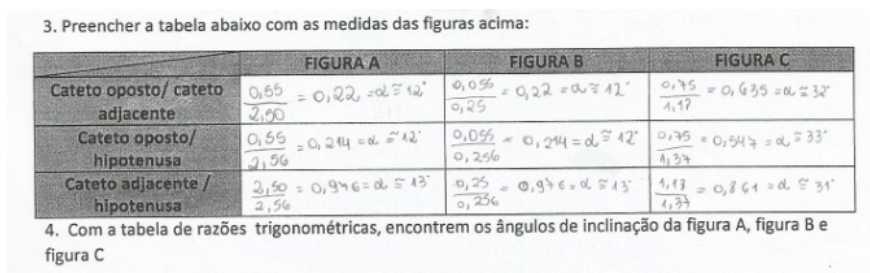 3. Preencher a tabela abaixo com as medidas das figuras acima:
FIGURA A FIGURA B FIGURA C
Cateto oposto/ cateto adjacente 0,55/2,50 = 0,22 =α ≅ 12° 0,055/0,25 = 0,22 =α ≅ 12° 0,75/1,17 = 0,635 =α ≅ 32°
Cateto oposto/ hipotenusa 0,55/2,56 = 0,214 =α ≅ 12° 0,055/0,256 = 0,214 =α ≅ 12° 0,75/1,37 = 0,547 =α ≅ 33°
Cateto adjacente / hipotenusa 2,50/2,56 = 0,976 =α ≅ 13° 0,25/0,256 = 0,976 =α ≅ 13° 1,13/1,37 = 0,861 =α ≅ 31°
4. Com a tabela de razões trigonométricas, encontrem os ângulos de inclinação da figura A, figura B e
figura C